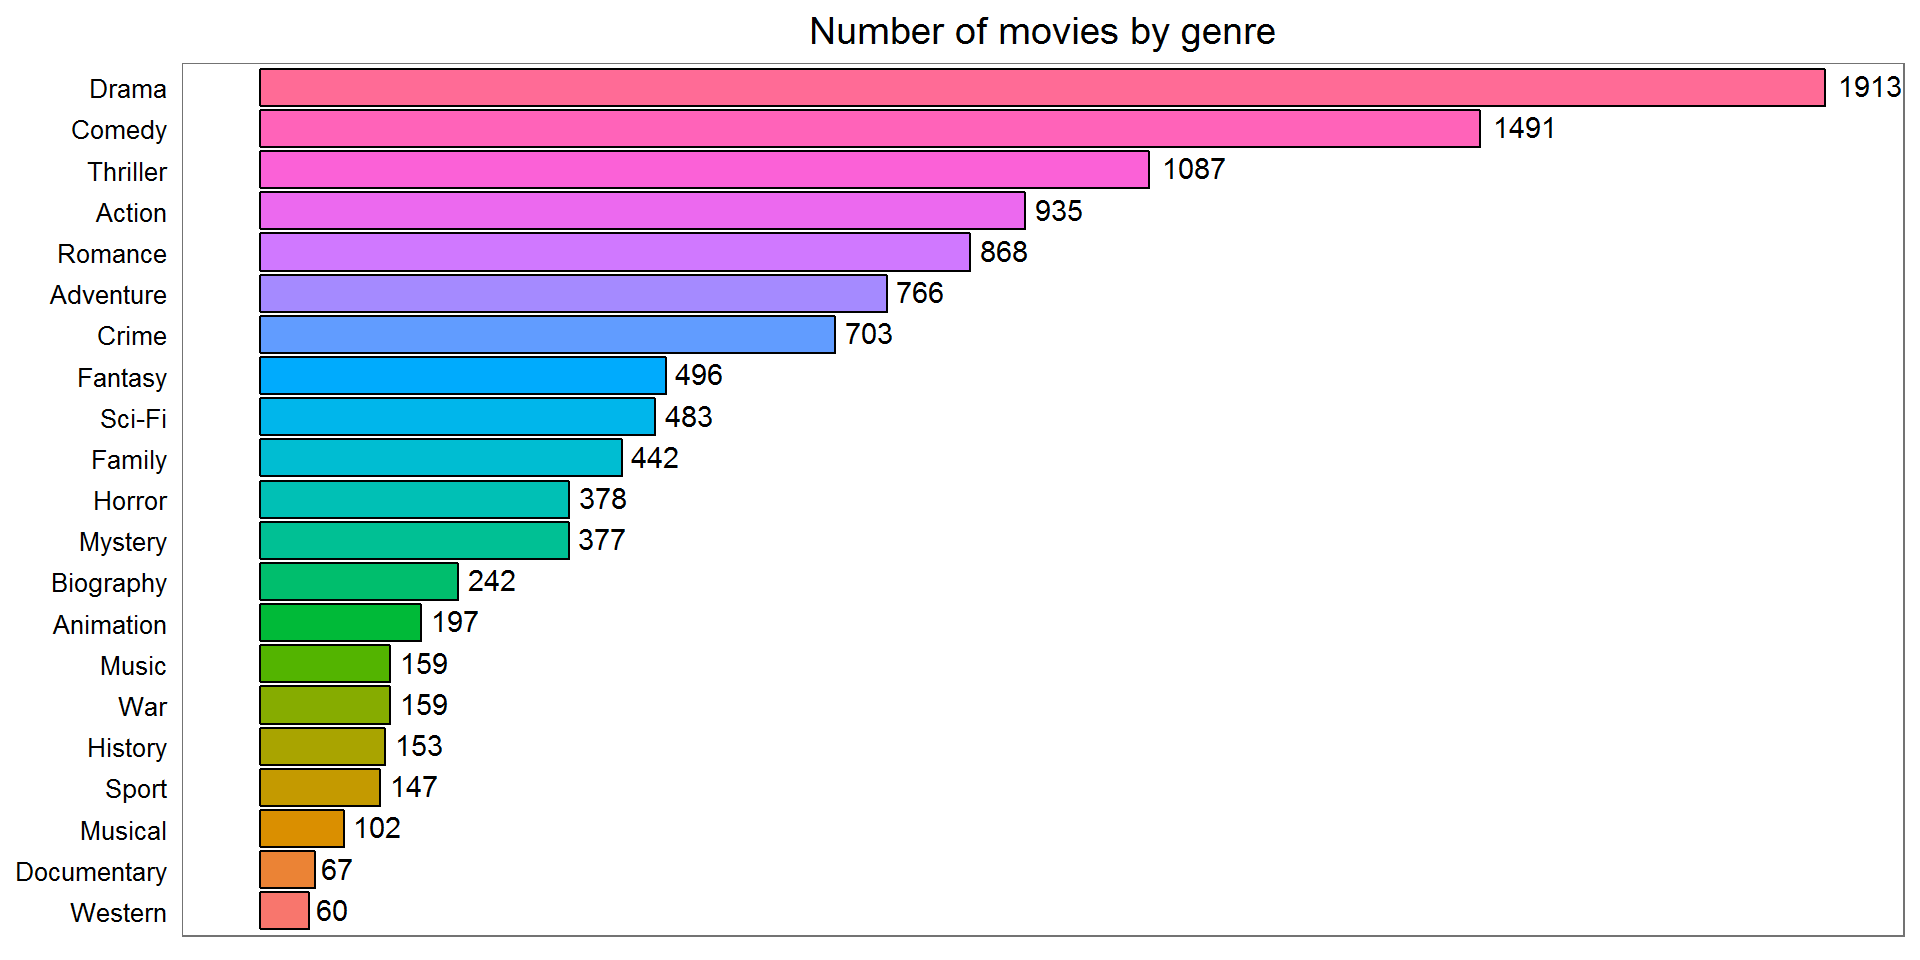 Number of movies by genre
Drama 1913
Comedy 1491
Thriller 1087
Action 935
Romance 868
Adventure 766
Crime 703
Fantasy 496
Sci-Fi 483
Family 442
Horror 378
Mystery 377
Biography 242
Animation 197
Music 159
War 159
History 153
Sport 147
Musical 102
Documentary 67
Western 60